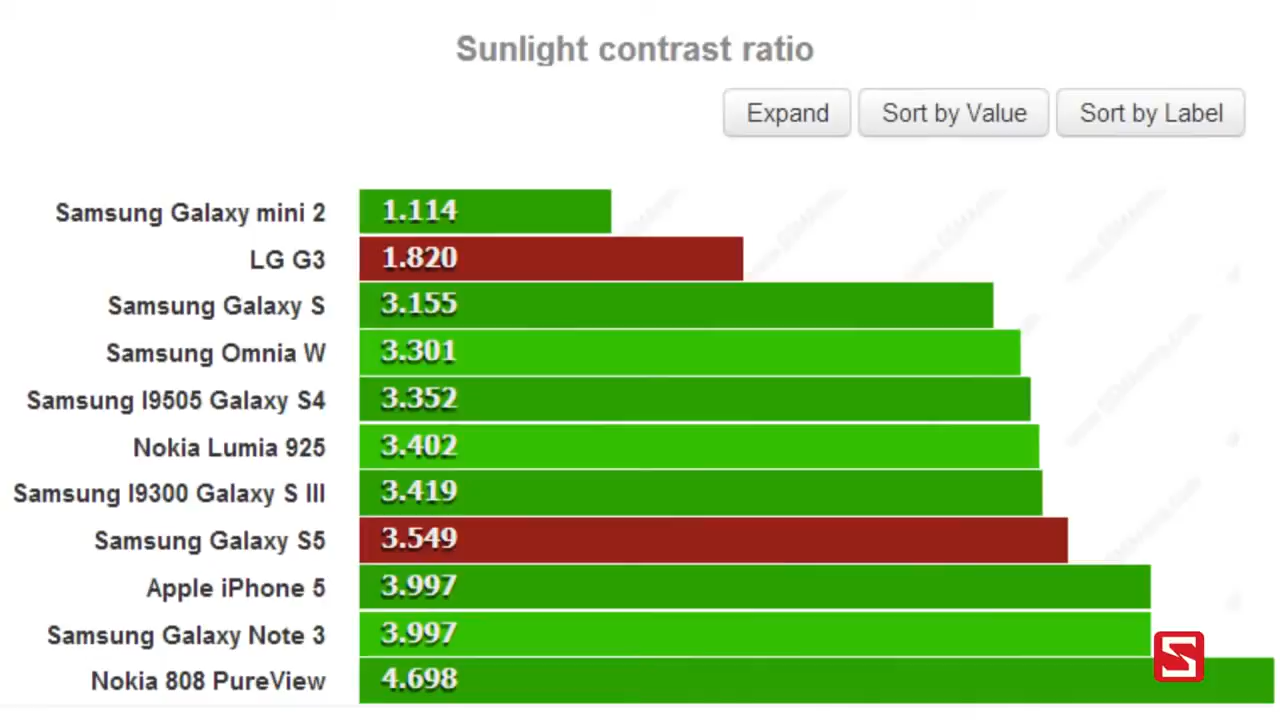 Sunlight contrast ratio
Expand Sort by Value Sort by Label
Samsung Galaxy mini 2 1.114
LG G3 1.820
Samsung Galaxy S 3.155
Samsung Omnia W 3.301
Samsung I9505 Galaxy S4 3.352
Nokia Lumia 925 3.402
Samsung I9300 Galaxy S III 3.419
Samsung Galaxy S5 3.549
Apple iPhone 5 3.997
Samsung Galaxy Note 3 3.997
Nokia 808 PureView 4.698
S